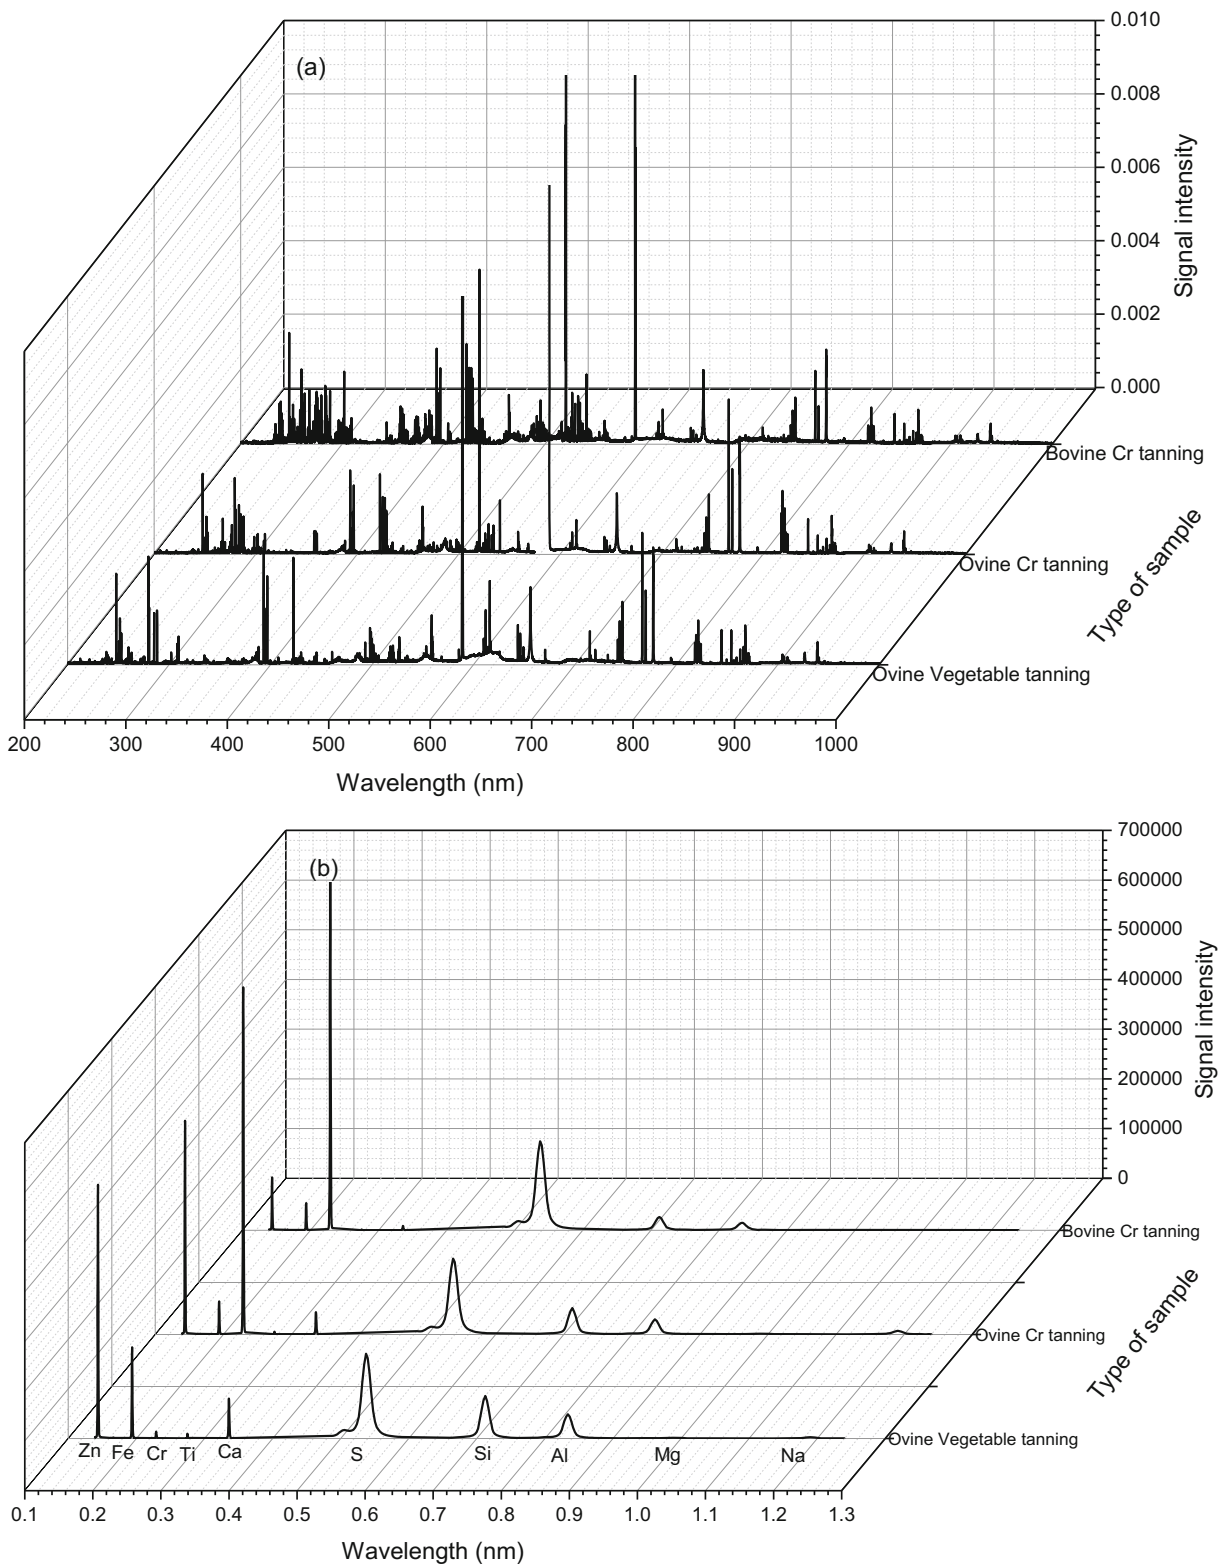 (a)
0.010
0.008
0.006
0.004
0.002
0.000
Signal intensity
Bovine Cr tanning
Ovine Cr tanning
Ovine Vegetable tanning
Type of sample
200 300 400 500 600 700 800 900 1000
Wavelength (nm)
(b)
700000
600000
500000
400000
300000
200000
100000
0
Signal intensity
Bovine Cr tanning
Ovine Cr tanning
Ovine Vegetable tanning
Type of sample
Zn Fe Cr Ti Ca S Si Al Mg Na
0.1 0.2 0.3 0.4 0.5 0.6 0.7 0.8 0.9 1.0 1.1 1.2 1.3
Wavelength (nm)